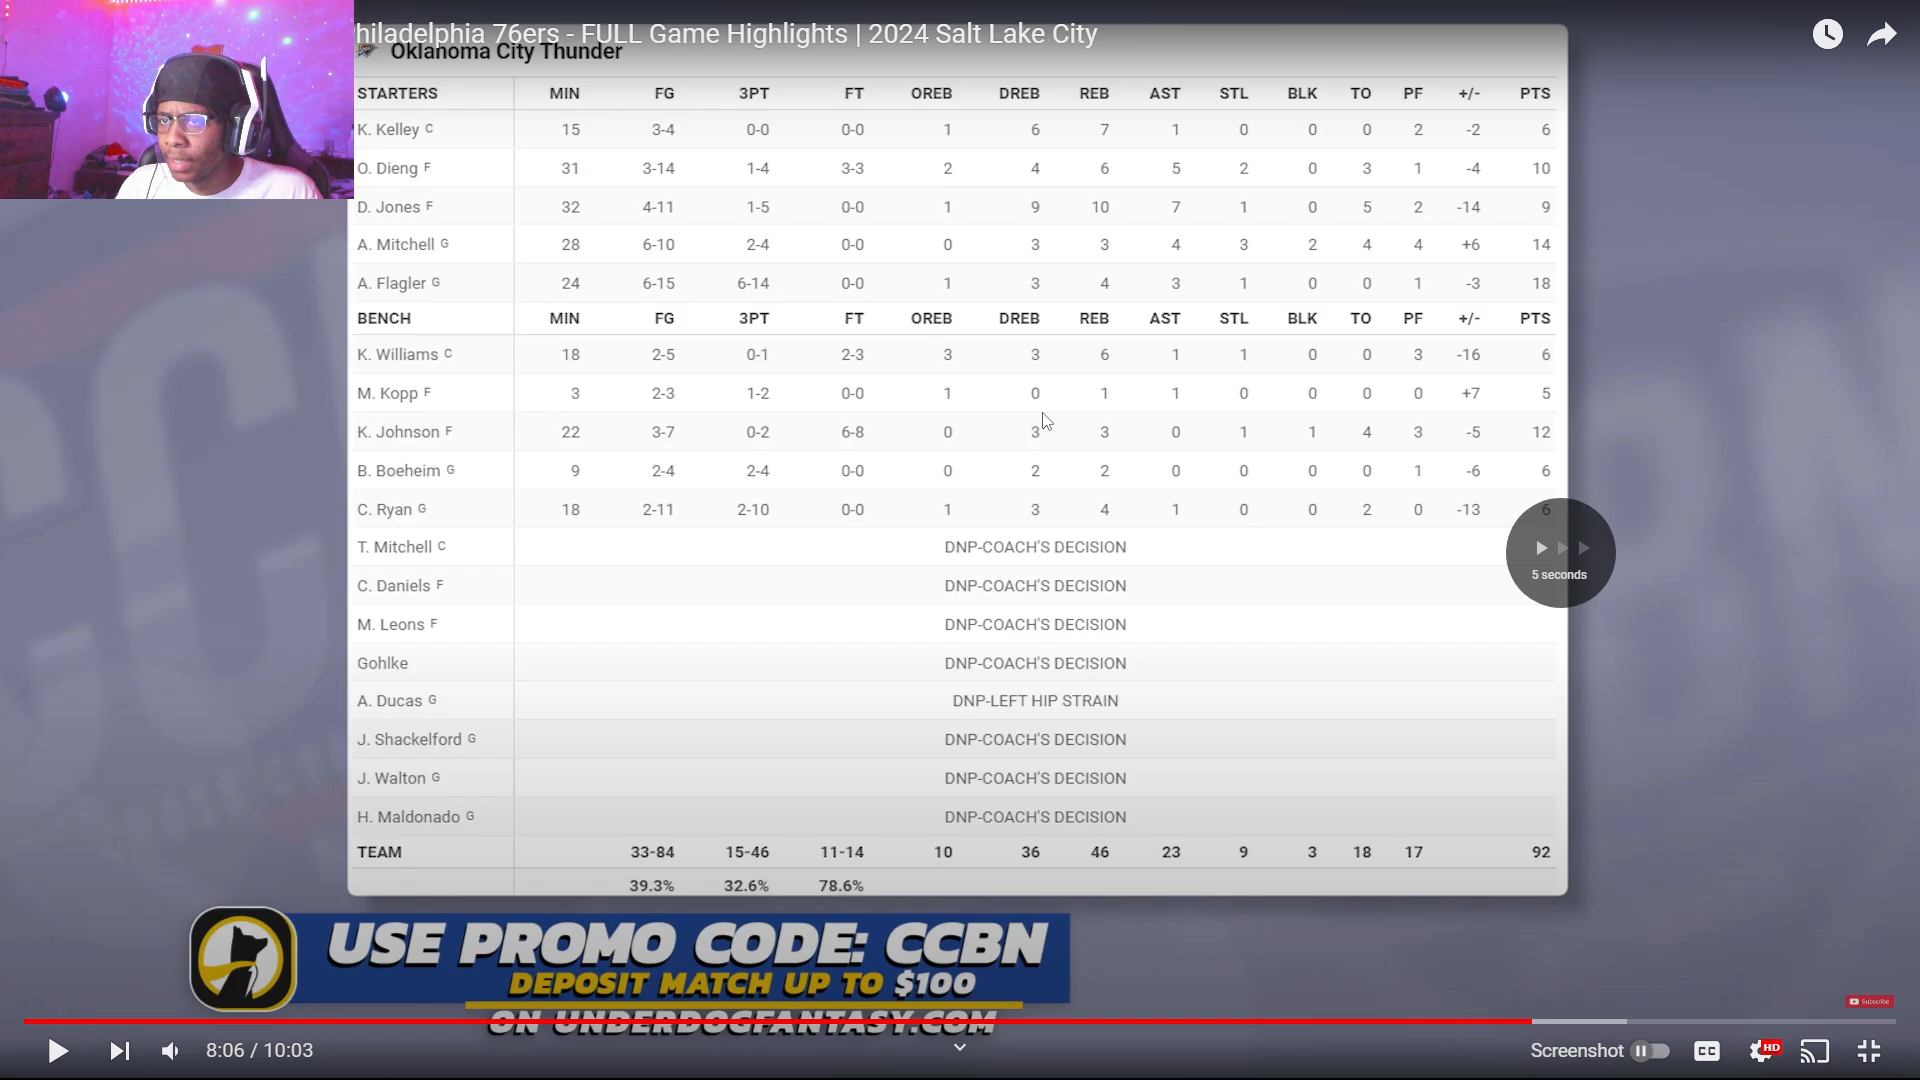 hiladelphia 76ers - FULL Game Highlights | 2024 Salt Lake City
Oklahoma City Thunder
STARTERS MIN FG 3PT FT OREB DREB REB AST STL BLK TO PF +/- PTS
K. Kelley C 15 3-4 0-0 0-0 1 6 7 1 0 0 0 2 -2 6
O. Dieng F 31 3-14 1-4 3-3 2 4 6 5 2 0 3 1 -4 10
D. Jones F 32 4-11 1-5 0-0 1 9 10 7 1 0 5 2 -14 9
A. Mitchell G 28 6-10 2-4 0-0 0 3 3 4 3 2 4 4 +6 14
A. Flagler G 24 6-15 6-14 0-0 1 3 4 3 1 0 0 1 -3 18
BENCH MIN FG 3PT FT OREB DREB REB AST STL BLK TO PF +/- PTS
K. Williams C 18 2-5 0-1 2-3 3 3 6 1 1 0 0 3 -16 6
M. Kopp F 3 2-3 1-2 0-0 1 0 1 1 0 0 0 0 +7 5
K. Johnson F 22 3-7 0-2 6-8 0 3 3 0 1 1 4 3 -5 12
B. Boeheim G 9 2-4 2-4 0-0 0 2 2 0 0 0 0 1 -6 6
C. Ryan G 18 2-11 2-10 0-0 1 3 4 1 0 0 2 0 -13 6
T. Mitchell C DNP-COACH'S DECISION
C. Daniels F DNP-COACH'S DECISION
M. Leons F DNP-COACH'S DECISION
Gohlke DNP-COACH'S DECISION
A. Ducas G DNP-LEFT HIP STRAIN
J. Shackelford G DNP-COACH'S DECISION
J. Walton G DNP-COACH'S DECISION
H. Maldonado G DNP-COACH'S DECISION
TEAM 33-84 15-46 11-14 10 36 46 23 9 3 18 17 92
39.3% 32.6% 78.6%
5 seconds
USE PROMO CODE: CCBN
DEPOSIT MATCH UP TO $100
ON UNDERDOGFANTASY.COM
Subscribe
8:06 / 10:03
Screenshot
CC
HD